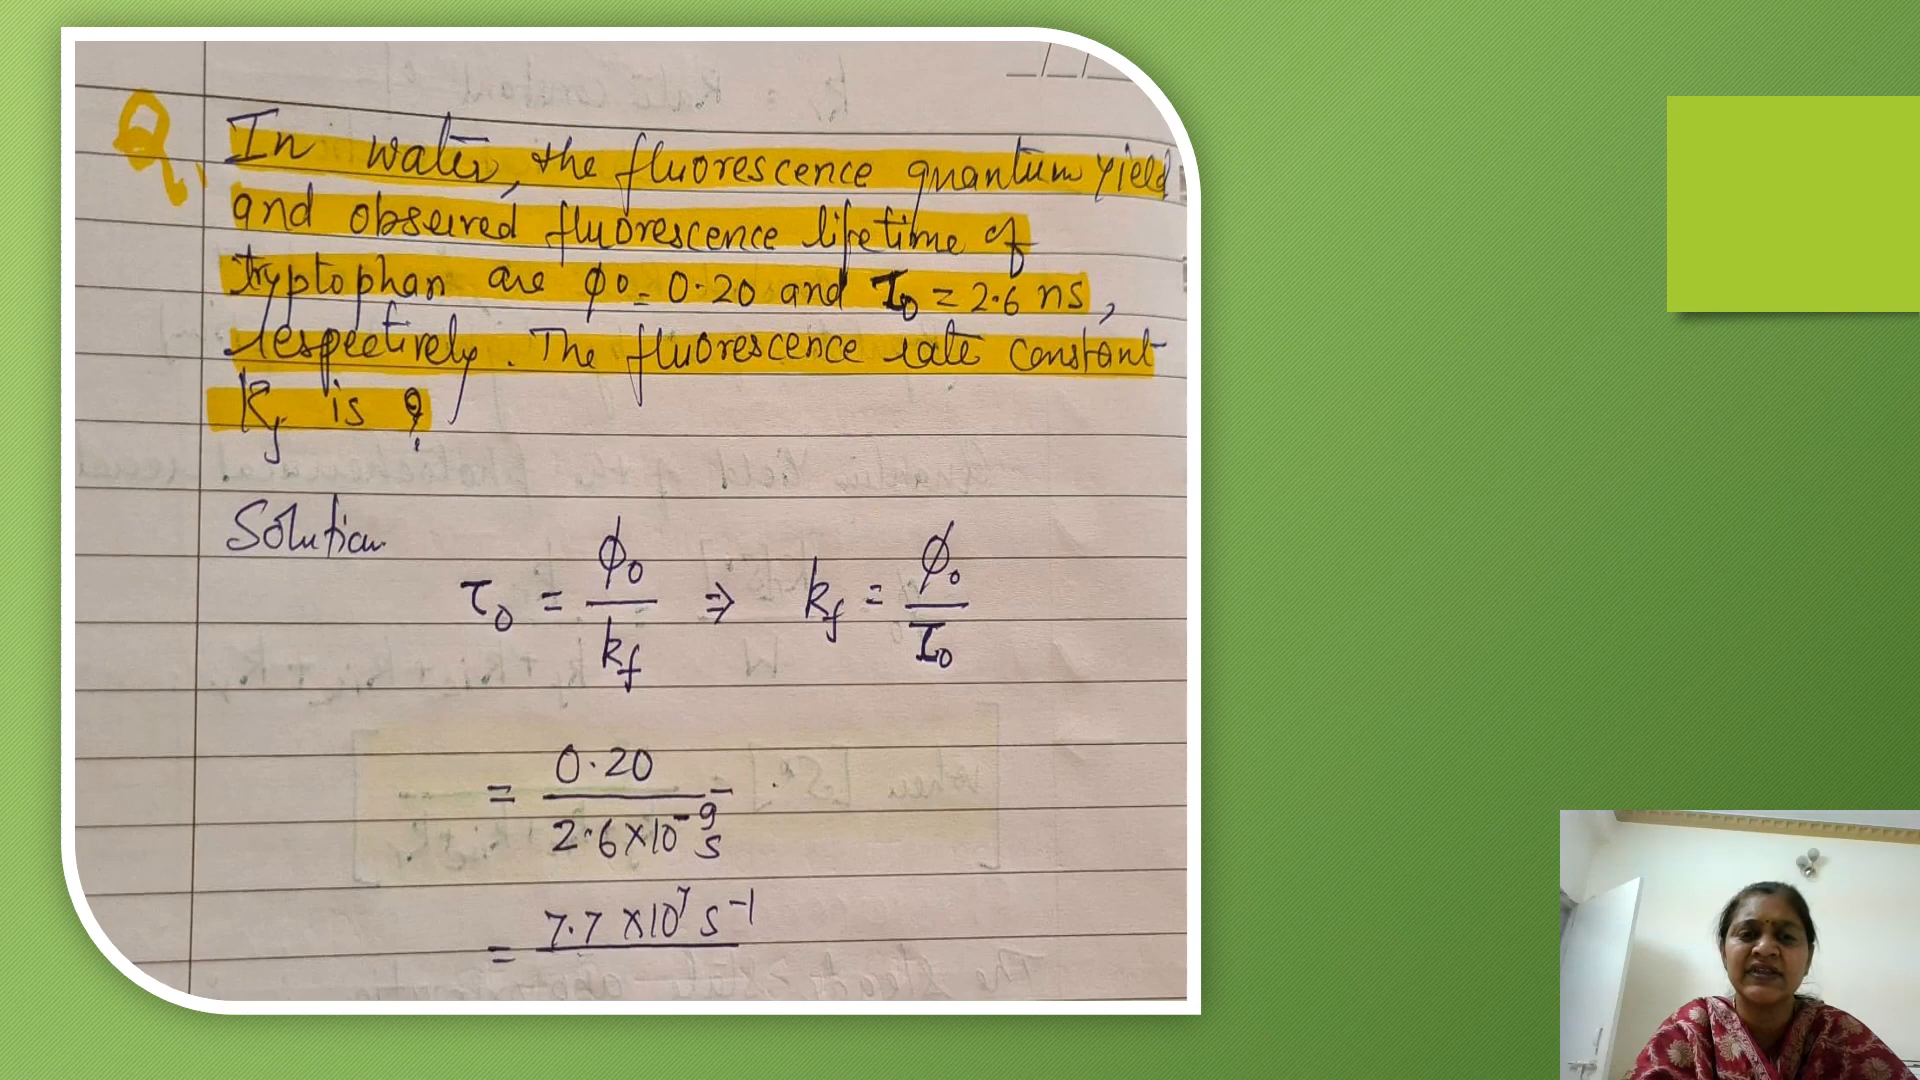 Q. In water, the fluorescence quantum yield
and observed fluorescence lifetime of
tryptophan are φ0 = 0.20 and τ0 = 2.6 ns,
respectively. The fluorescence rate constant
kf is ?
Solution
τ0 = φ0 / kf ⇒ kf = φ0 / τ0
= 0.20 / 2.6 × 10⁻⁹ s
= 7.7 × 10⁷ s⁻¹